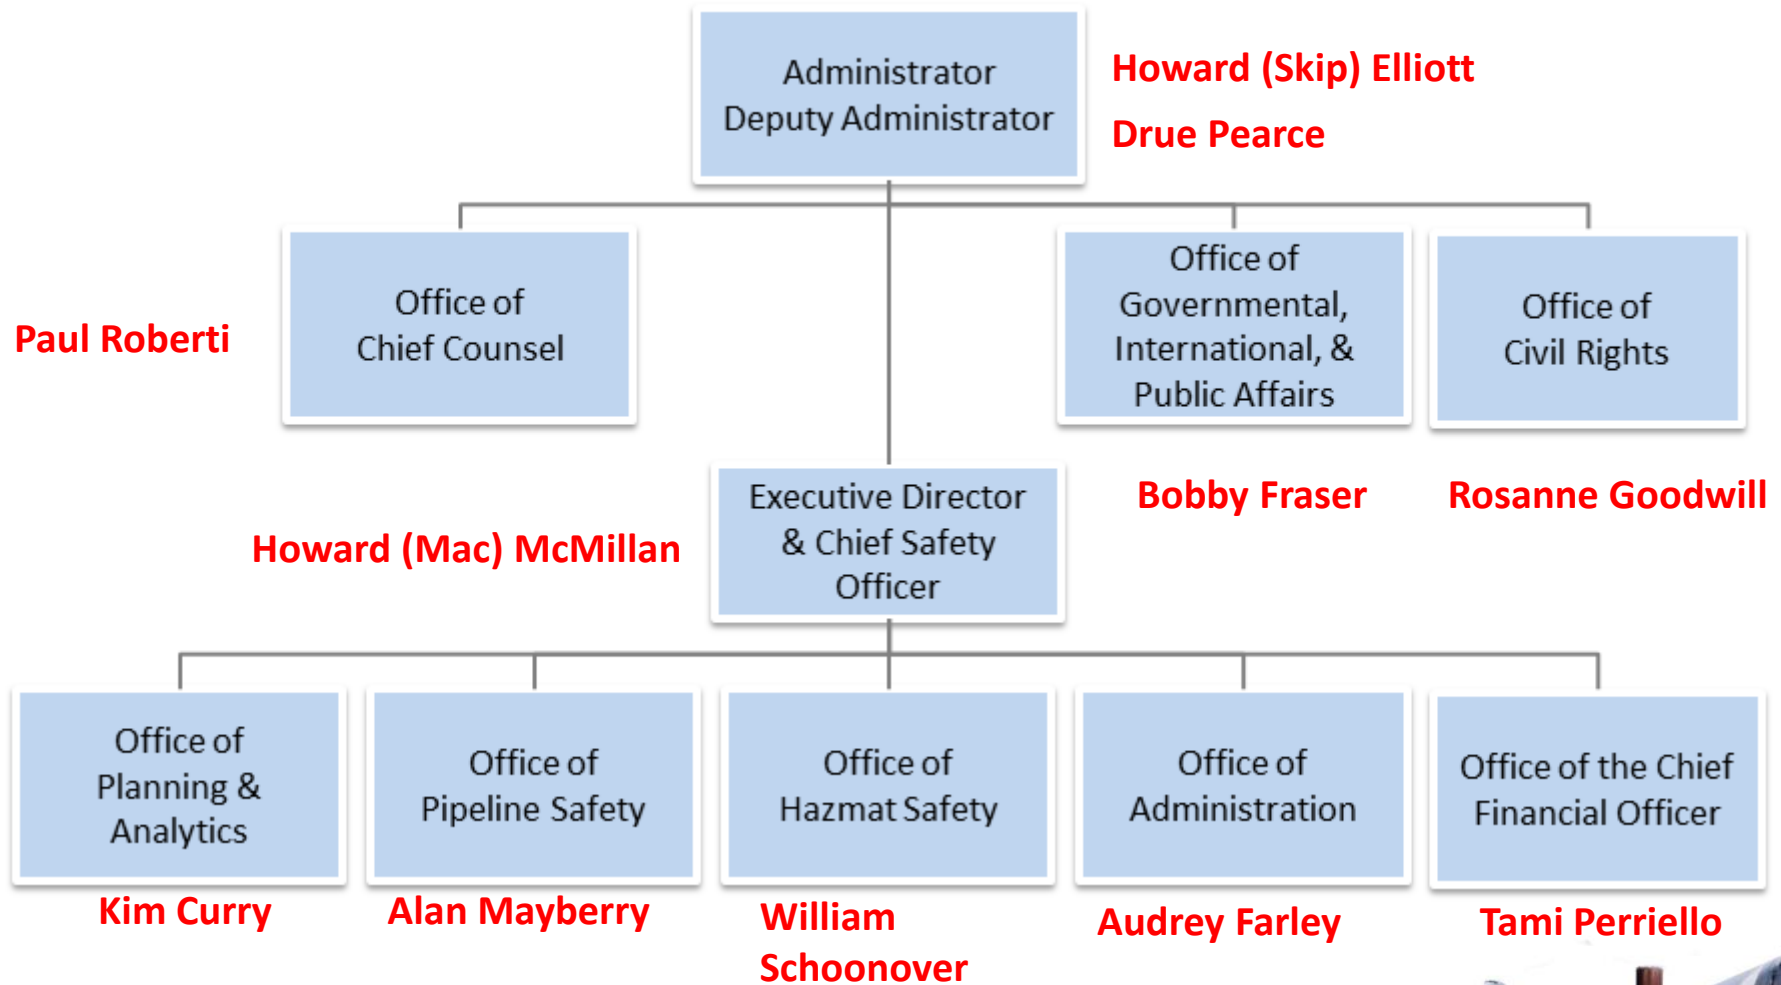 Administrator
Deputy Administrator
Howard (Skip) Elliott
Drue Pearce
Paul Roberti
Office of
Chief Counsel
Office of
Governmental,
International, &
Public Affairs
Office of
Civil Rights
Bobby Fraser
Rosanne Goodwill
Howard (Mac) McMillan
Executive Director
& Chief Safety
Officer
Office of
Planning &
Analytics
Office of
Pipeline Safety
Office of
Hazmat Safety
Office of
Administration
Office of the Chief
Financial Officer
Kim Curry
Alan Mayberry
William
Schoonover
Audrey Farley
Tami Perriello